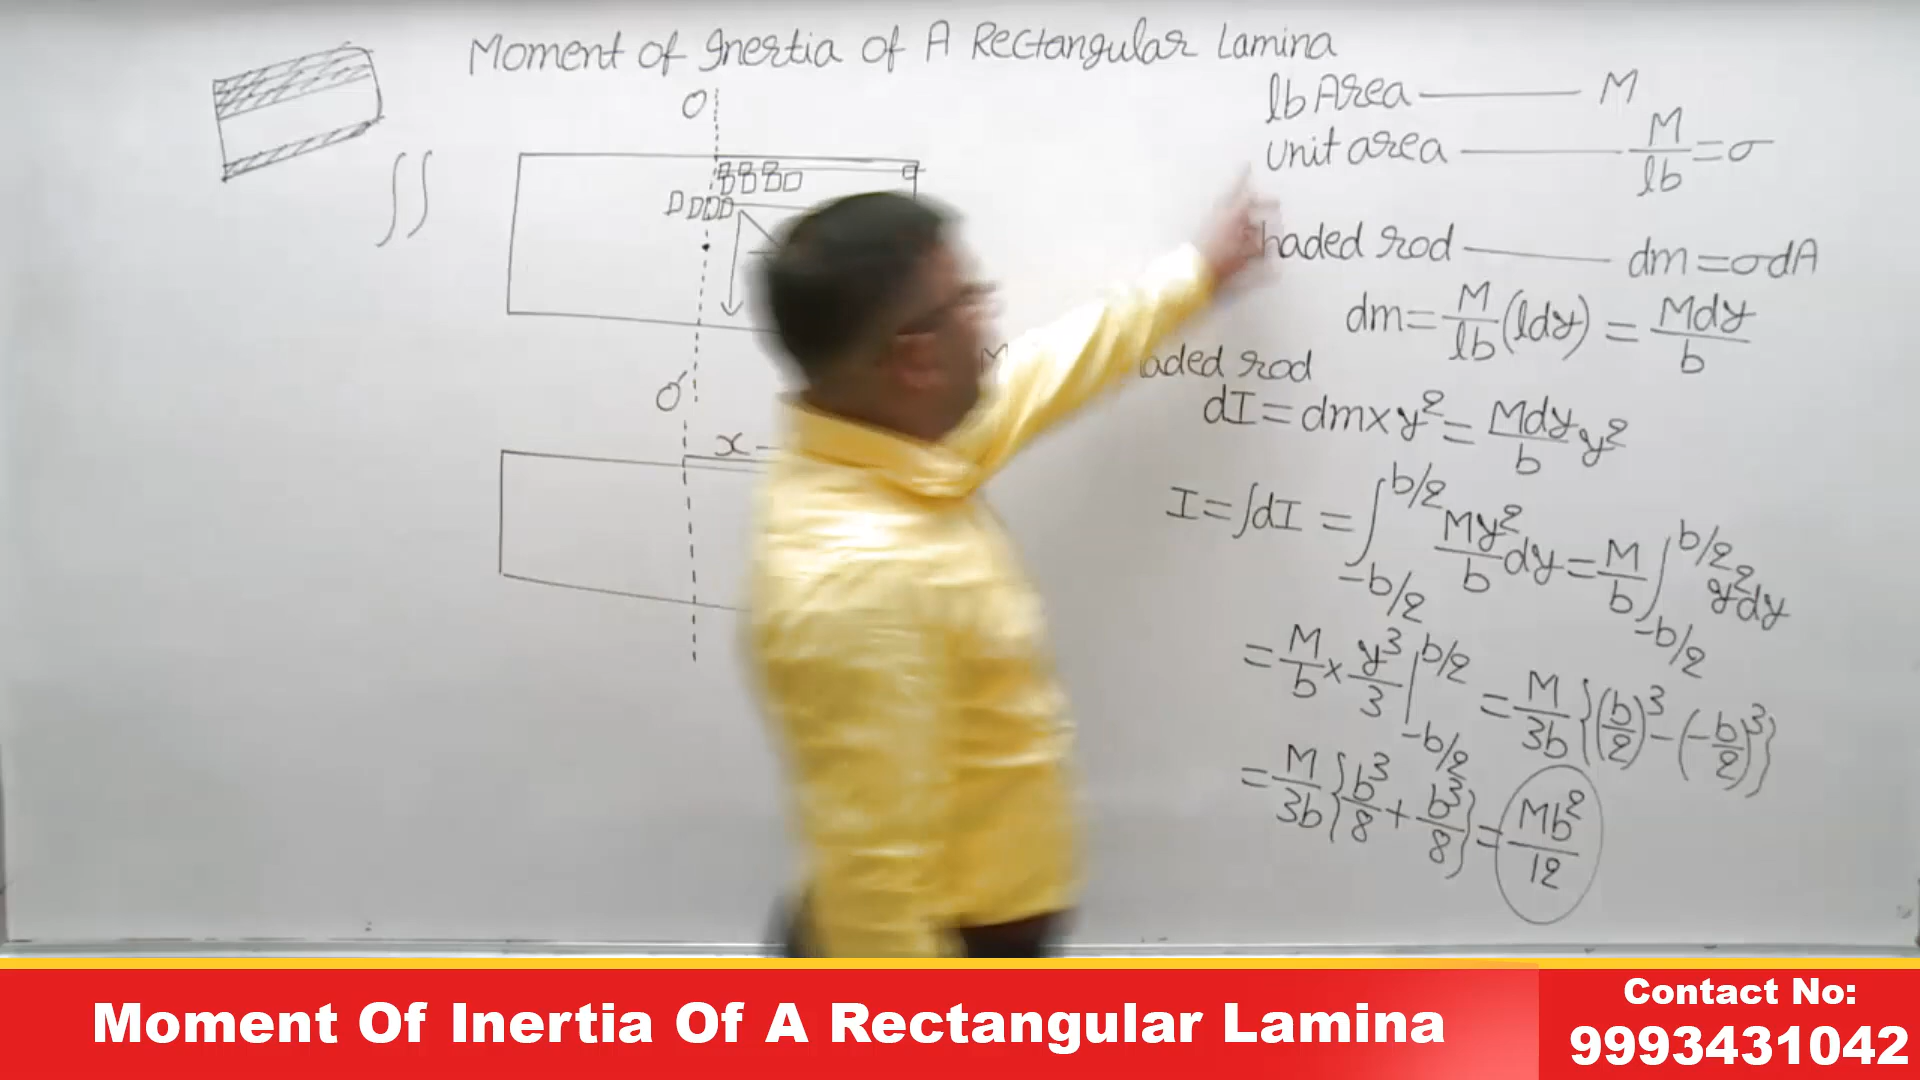 Moment of Inertia of A Rectangular Lamina
lb Area — M
unit area — M/lb = σ
shaded rod — dm = σdA
dm = M/lb (ldy) = Mdy/b
rod
dI = dm x y² = Mdy/b y²
I = ∫dI = ∫_{-b/2}^{b/2} My²/b dy = M/b ∫_{-b/2}^{b/2} y²dy
= M/b x y³/3 |_{-b/2}^{b/2} = M/3b {(b/2)³ - (-b/2)³}
= M/3b {b³/8 + b³/8} = Mb²/12
∫∫
O
O'
x
Moment Of Inertia Of A Rectangular Lamina
Contact No:
9993431042